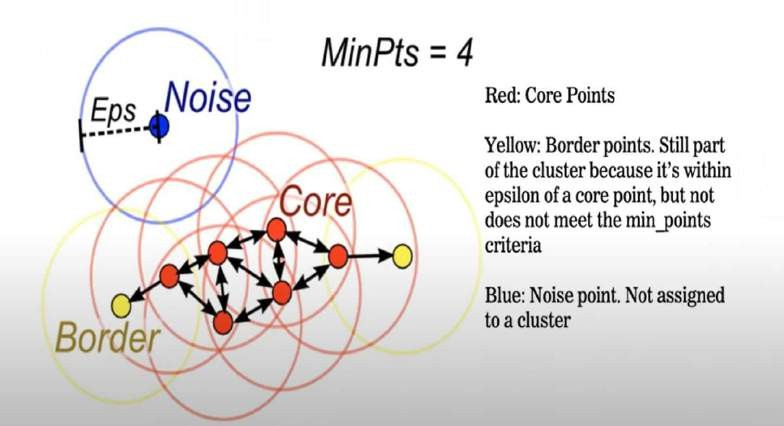 MinPts = 4
Eps
Noise
Core
Border
Red: Core Points
Yellow: Border points. Still part
of the cluster because it's within
epsilon of a core point, but not
does not meet the min_points
criteria
Blue: Noise point. Not assigned
to a cluster